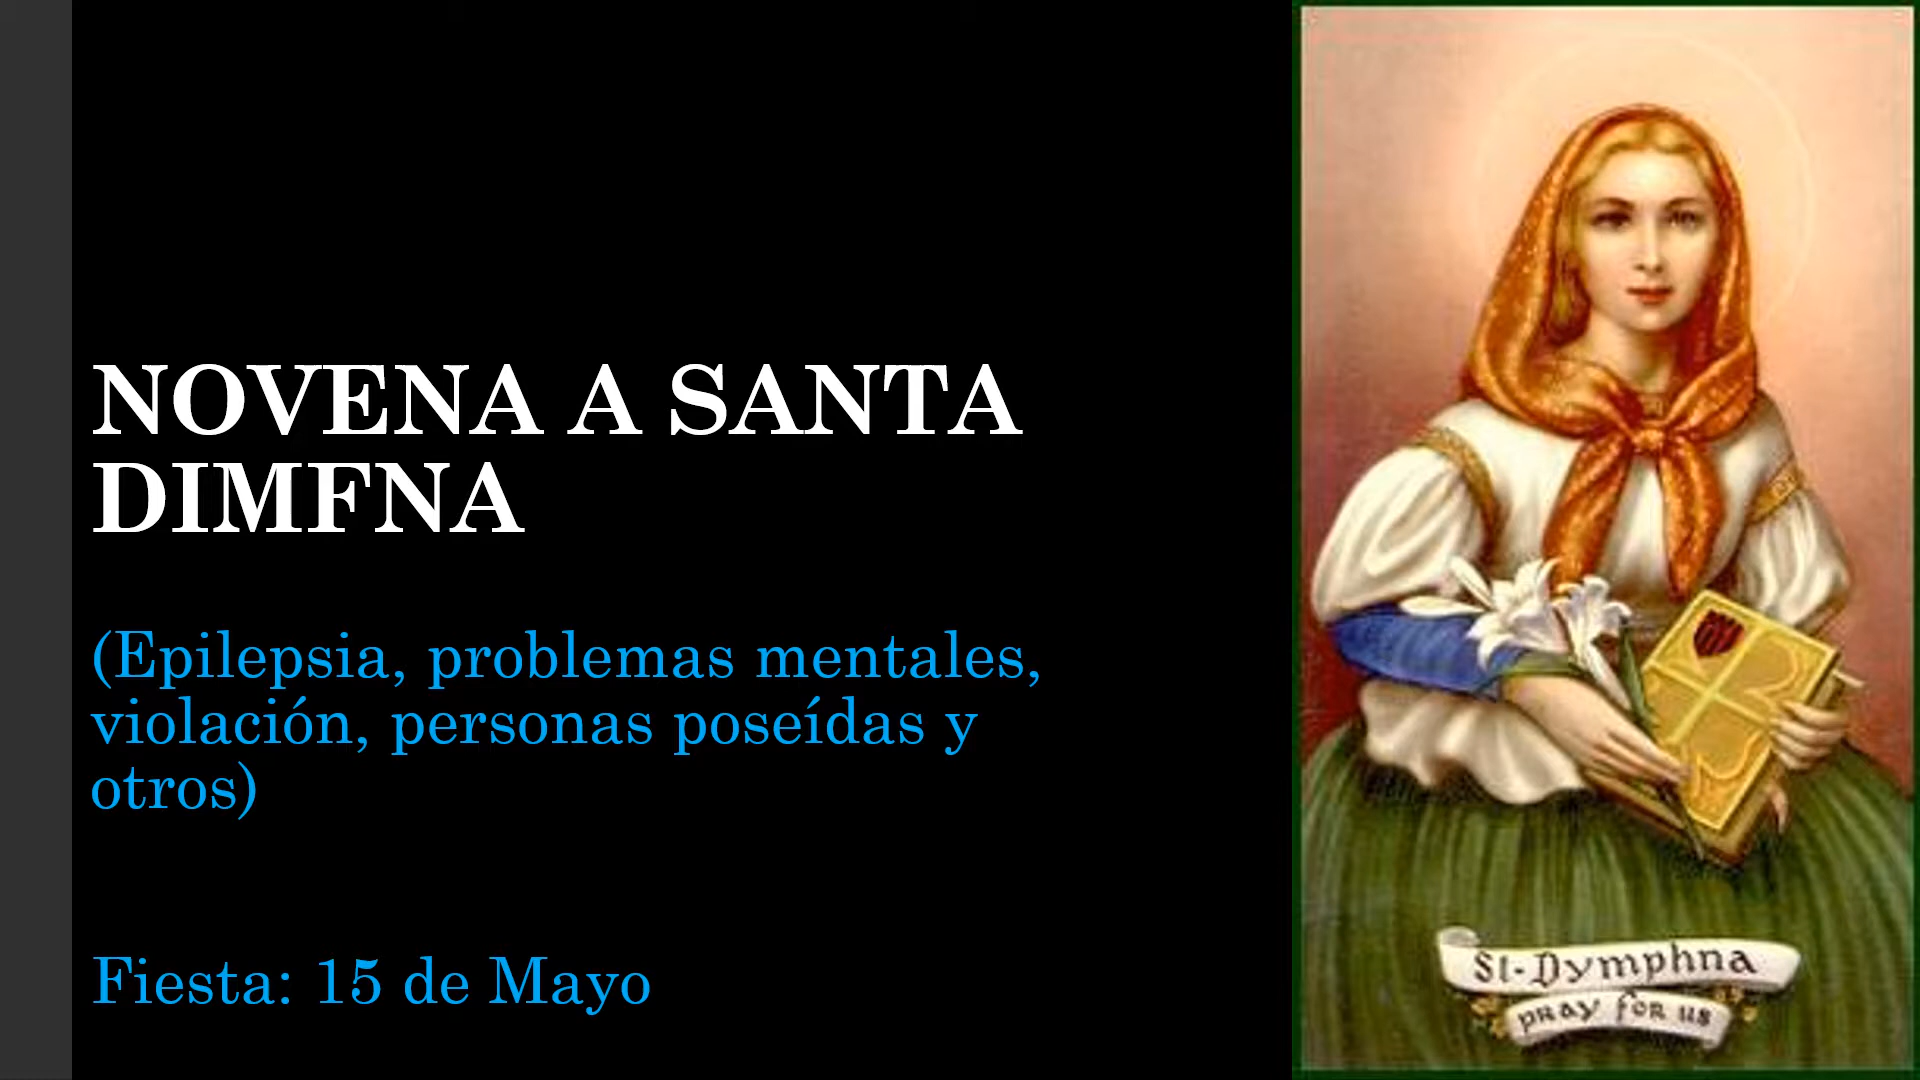 NOVENA A SANTA
DIMFNA
(Epilepsia, problemas mentales,
violación, personas poseídas y
otros)
Fiesta: 15 de Mayo
St-Dymphna
pray for us